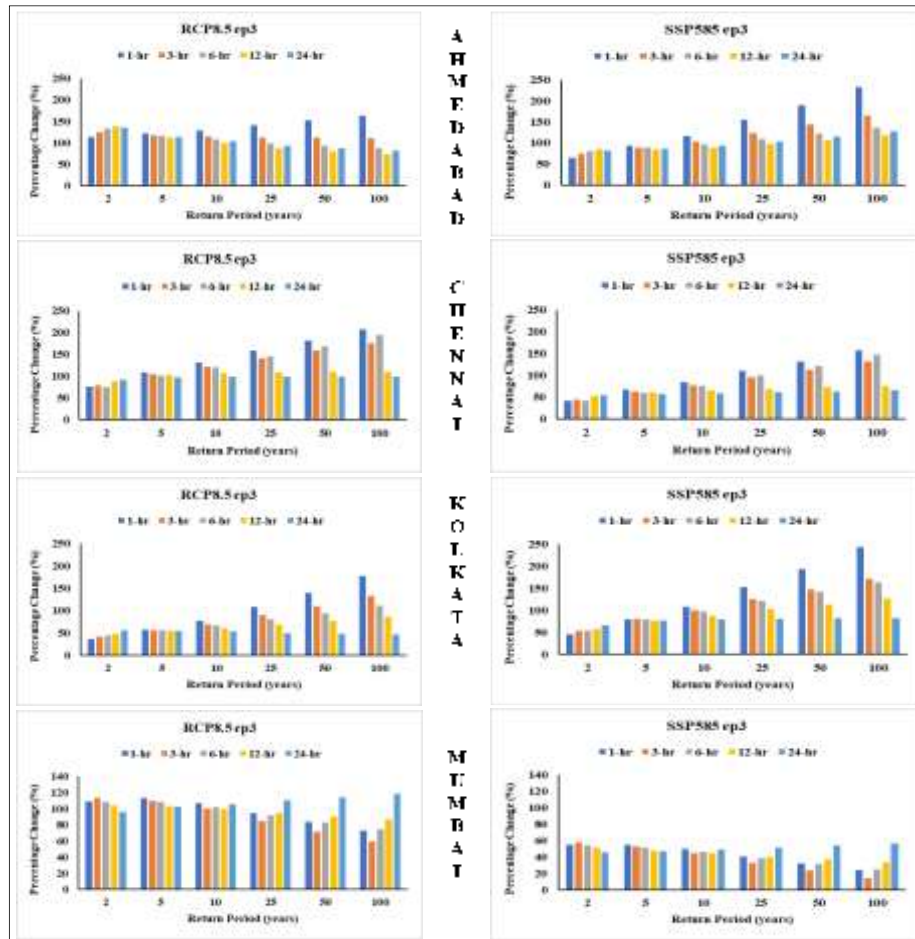 RCP8.5 ep3
1-hr 3-hr 6-hr 12-hr 24-hr
Percentage Change (%)
250
200
150
100
50
0
2 5 10 25 50 100
Return Period (years)
AHMEDABAD
SSP585 ep3
1-hr 3-hr 6-hr 12-hr 24-hr
Percentage Change (%)
250
200
150
100
50
0
2 5 10 25 50 100
Return Period (years)
RCP8.5 ep3
1-hr 3-hr 6-hr 12-hr 24-hr
Percentage Change (%)
250
200
150
100
50
0
2 5 10 25 50 100
Return Period (years)
CHENNAI
SSP585 ep3
1-hr 3-hr 6-hr 12-hr 24-hr
Percentage Change (%)
250
200
150
100
50
0
2 5 10 25 50 100
Return Period (years)
RCP8.5 ep3
1-hr 3-hr 6-hr 12-hr 24-hr
Percentage Change (%)
250
200
150
100
50
0
2 5 10 25 50 100
Return Period (years)
KOLKATA
SSP585 ep3
1-hr 3-hr 6-hr 12-hr 24-hr
Percentage Change (%)
250
200
150
100
50
0
2 5 10 25 50 100
Return Period (years)
RCP8.5 ep3
1-hr 3-hr 6-hr 12-hr 24-hr
Percentage Change (%)
140
120
100
80
60
40
20
0
2 5 10 25 50 100
Return Period (years)
MUMBAI
SSP585 ep3
1-hr 3-hr 6-hr 12-hr 24-hr
Percentage Change (%)
140
120
100
80
60
40
20
0
2 5 10 25 50 100
Return Period (years)